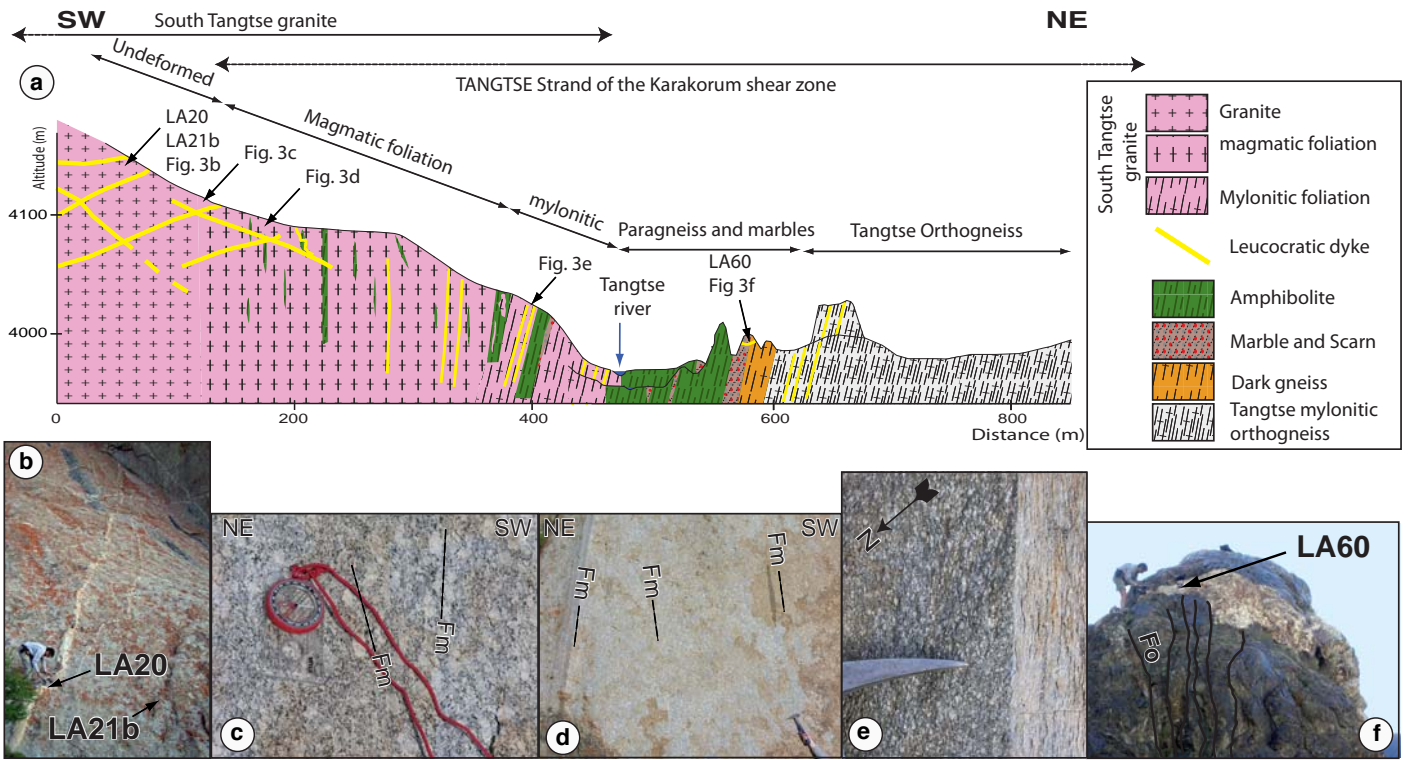 SW
South Tangtse granite
NE
Undeformed
TANGTSE Strand of the Karakorum shear zone
a
Magmatic foliation
mylonitic
Altitude (m)
LA20
LA21b
Fig. 3b
Fig. 3c
Fig. 3d
Paragneiss and marbles
Tangtse Orthogneiss
Fig. 3e
LA60
Fig 3f
Tangtse
river
4100
4000
0
200
400
600
800
Distance (m)
South Tangtse
granite
Granite
magmatic foliation
Mylonitic foliation
Leucocratic dyke
Amphibolite
Marble and Scarn
Dark gneiss
Tangtse mylonitic
orthogneiss
b
LA20
LA21b
NE
SW
Fm
Fm
c
NE
SW
Fm
Fm
Fm
d
N
e
LA60
Fo
f